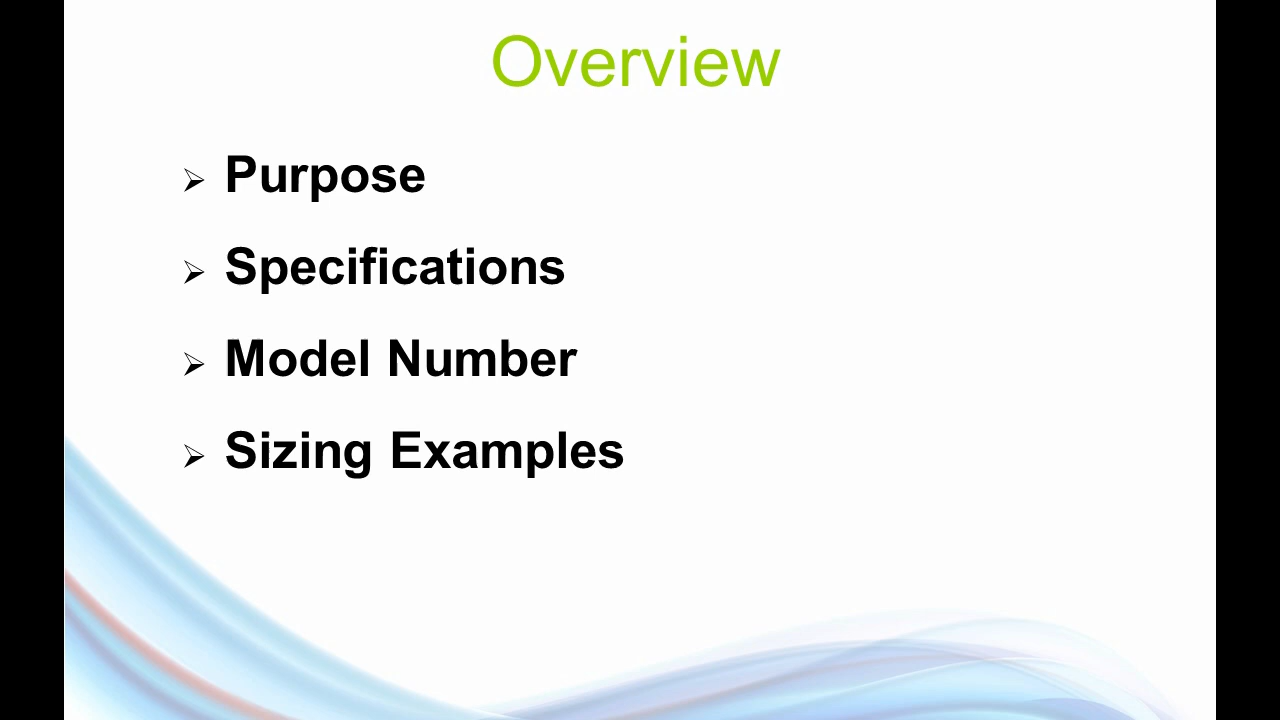 Overview
Purpose
Specifications
Model Number
Sizing Examples